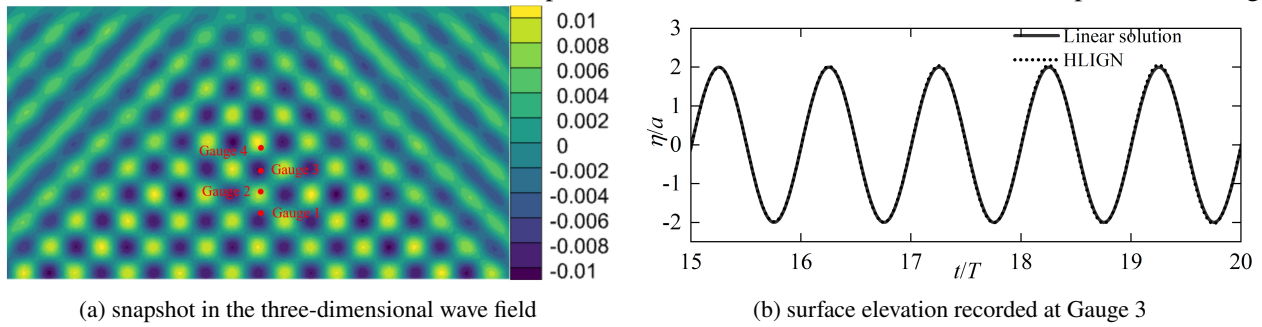 0.01
0.008
0.006
0.004
0.002
0
-0.002
-0.004
-0.006
-0.008
-0.01
Gauge 4
Gauge 3
Gauge 2
Gauge 1
(a) snapshot in the three-dimensional wave field
3
2
1
0
-1
-2
η/a
Linear solution
HLIGN
15 16 17 18 19 20
t/T
(b) surface elevation recorded at Gauge 3